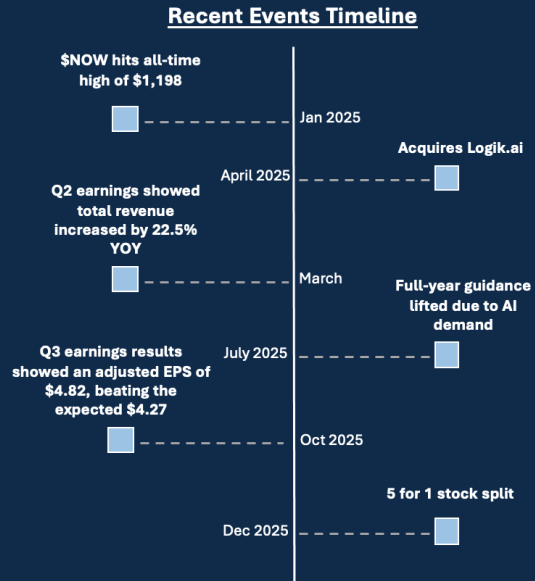 Recent Events Timeline
$NOW hits all-time
high of $1,198
Jan 2025
Acquires Logik.ai
April 2025
Q2 earnings showed
total revenue
increased by 22.5%
YOY
March
Full-year guidance
lifted due to AI
demand
July 2025
Q3 earnings results
showed an adjusted EPS of
$4.82, beating the
expected $4.27
Oct 2025
5 for 1 stock split
Dec 2025